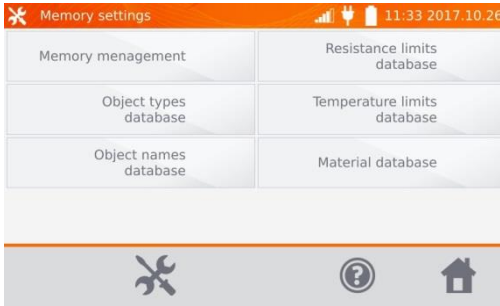 Memory settings
11:33 2017.10.26
Memory menagement
Resistance limits
database
Object types
database
Temperature limits
database
Object names
database
Material database